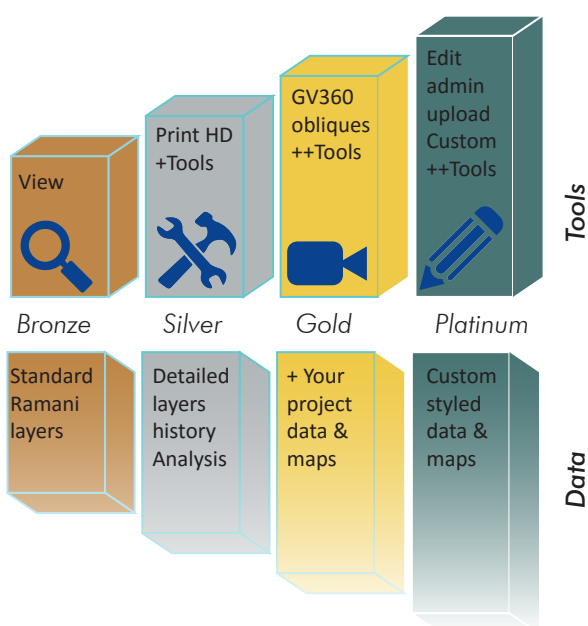 View
Print HD
+Tools
GV360
obliques
++Tools
Edit
admin
upload
Custom
++Tools
Tools
Bronze
Silver
Gold
Platinum
Standard
Ramani
layers
Detailed
layers
history
Analysis
+ Your
project
data &
maps
Custom
styled
data &
maps
Data